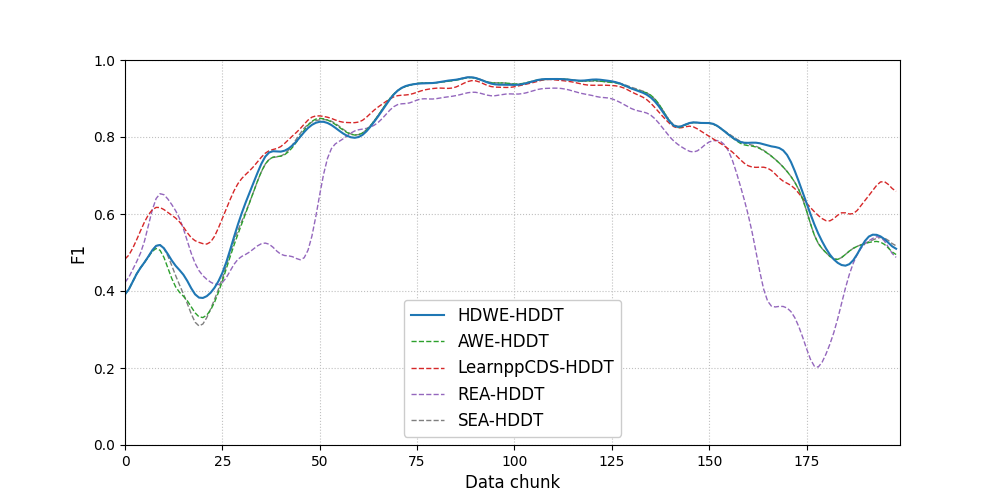 1.0
0.8
0.6
0.4
0.2
0.0
F1
HDWE-HDDT
AWE-HDDT
LearnppCDS-HDDT
REA-HDDT
SEA-HDDT
0 25 50 75 100 125 150 175
Data chunk